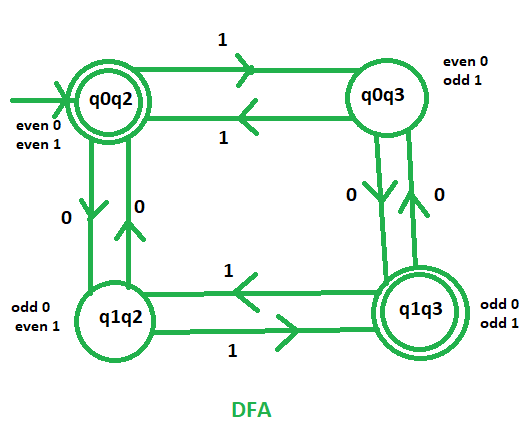 1
even 0
odd 1
q0q2
q0q3
even 0
even 1
1
0
0
0
0
1
odd 0
even 1
q1q2
q1q3
odd 0
odd 1
1
DFA